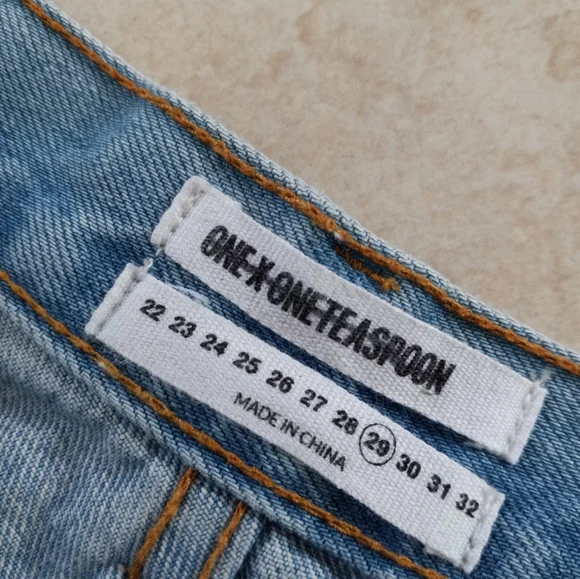 ONE X ONETEASPOON
22 23 24 25 26 27 28 29 30 31 32
MADE IN CHINA